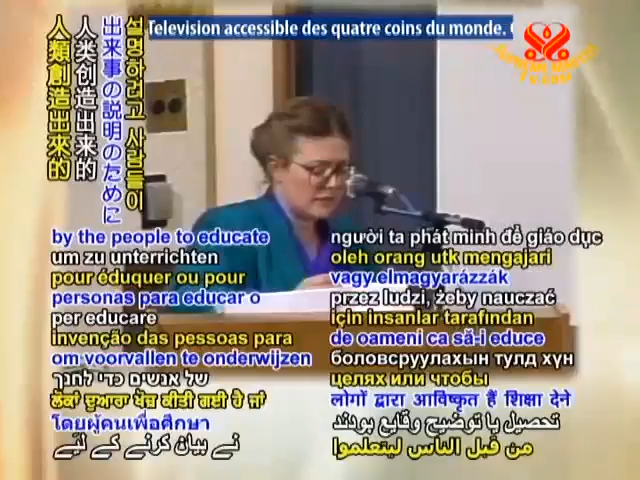 Television accessible des quatre coins du monde.
설명하려고 사람들이
出来事の説明のために
人类创造出来的
人類創造出來的
by the people to educate
um zu unterrichten
pour éduquer ou pour
personas para educar o
per educare
invenção das pessoas para
om voorvallen te onderwijzen
של אנשים כדי לחנך
ਲੋਕਾਂ ਦੁਆਰਾ ਖੋਜ ਕੀਤੀ ਗਈ ਹੈ ਜਾਂ
โดยผู้คนเพื่อศึกษา
نے بیان کرنے کے لئے
người ta phát minh để giáo dục
oleh orang utk mengajari
vagy elmagyarázzák
przez ludzi, żeby nauczać
için insanlar tarafından
de oameni ca să-i educe
боловсруулахын тулд хүн
целях или чтобы
लोगों द्वारा आविष्कृत हैं शिक्षा देने
تحصیل یا توضیح وقایع بودند
من قبل الناس ليتعلموا